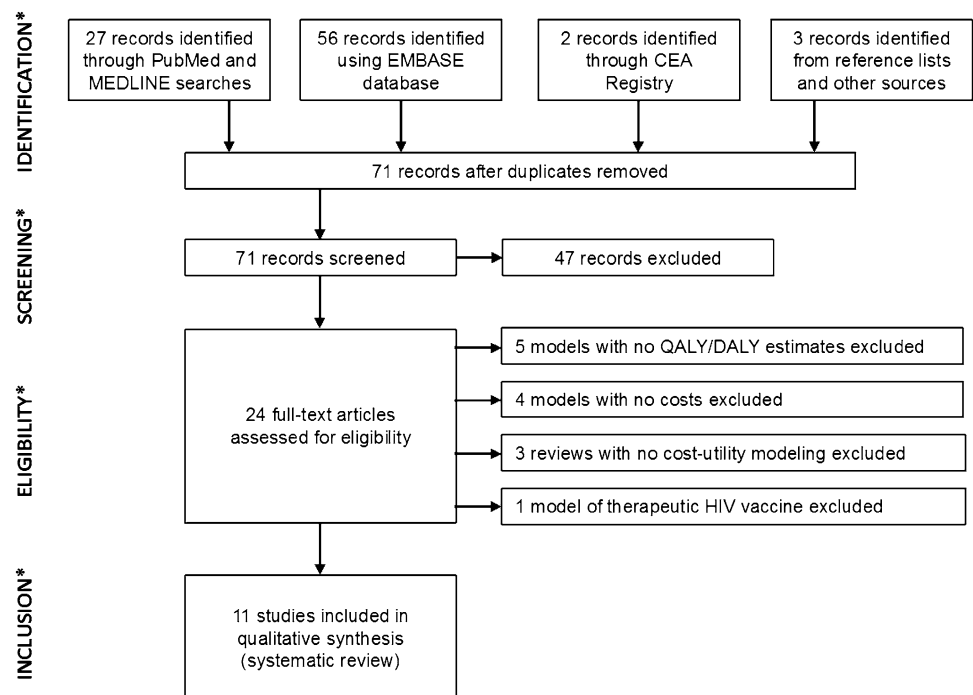 IDENTIFICATION*
27 records identified
through PubMed and
MEDLINE searches
56 records identified
using EMBASE
database
2 records identified
through CEA
Registry
3 records identified
from reference lists
and other sources
71 records after duplicates removed
SCREENING*
71 records screened
47 records excluded
ELIGIBILITY*
24 full-text articles
assessed for eligibility
5 models with no QALY/DALY estimates excluded
4 models with no costs excluded
3 reviews with no cost-utility modeling excluded
1 model of therapeutic HIV vaccine excluded
INCLUSION*
11 studies included in
qualitative synthesis
(systematic review)